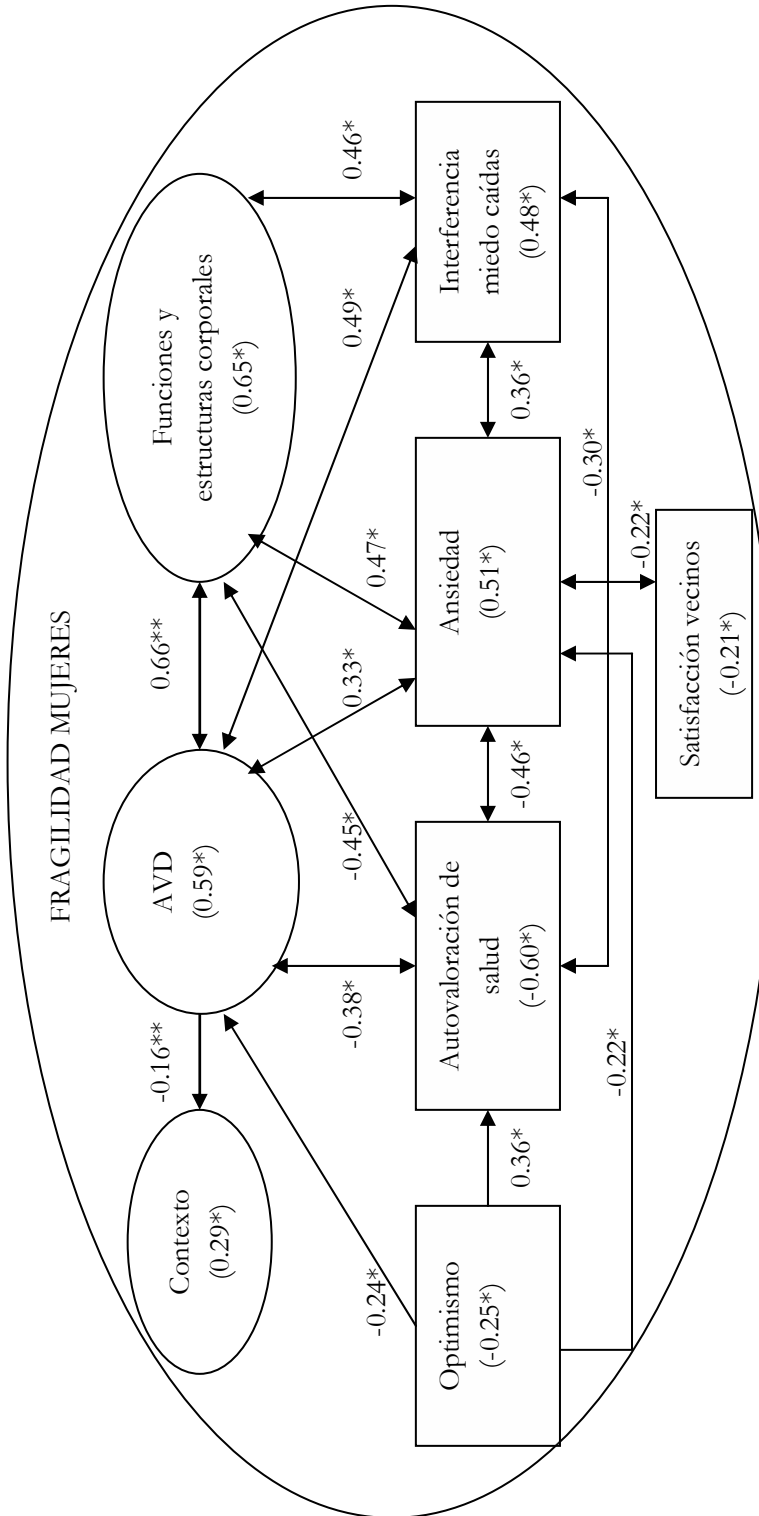 FRAGILIDAD MUJERES
Contexto
(0.29*)
-0.16**
AVD
(0.59*)
0.66**
Funciones y
estructuras corporales
(0.65*)
-0.24*
-0.38*
-0.45*
0.33*
0.47*
0.49*
0.46*
Optimismo
(-0.25*)
0.36*
Autovaloración de
salud
(-0.60*)
-0.46*
Ansiedad
(0.51*)
0.36*
Interferencia
miedo caídas
(0.48*)
-0.22*
-0.22*
-0.30*
Satisfacción vecinos
(-0.21*)